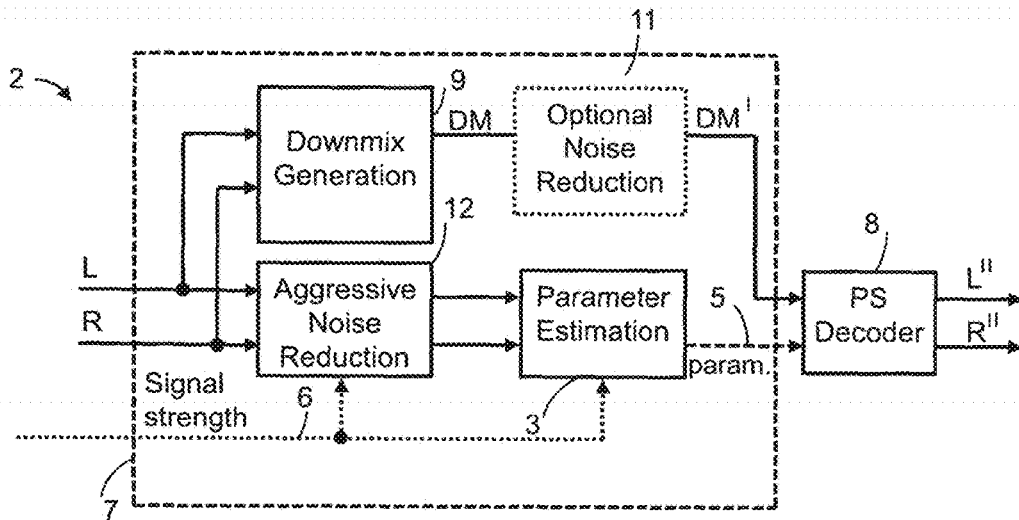 11
2
9
DM
Downmix
Generation
Optional
Noise
Reduction
DM'
12
8
L
R
Aggressive
Noise
Reduction
Parameter
Estimation
5
param.
PS
Decoder
L"
R"
Signal
strength
6
3
7